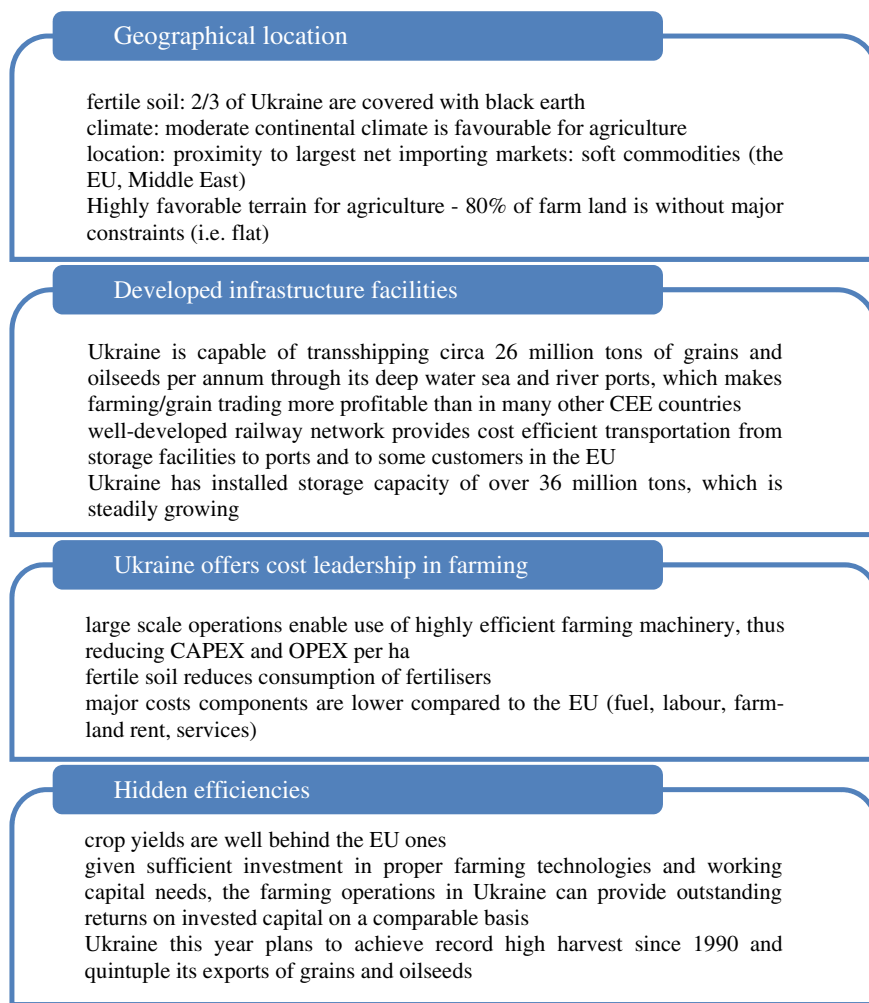 Geographical location
fertile soil: 2/3 of Ukraine are covered with black earth
climate: moderate continental climate is favourable for agriculture
location: proximity to largest net importing markets: soft commodities (the
EU, Middle East)
Highly favorable terrain for agriculture - 80% of farm land is without major
constraints (i.e. flat)
Developed infrastructure facilities
Ukraine is capable of transshipping circa 26 million tons of grains and
oilseeds per annum through its deep water sea and river ports, which makes
farming/grain trading more profitable than in many other CEE countries
well-developed railway network provides cost efficient transportation from
storage facilities to ports and to some customers in the EU
Ukraine has installed storage capacity of over 36 million tons, which is
steadily growing
Ukraine offers cost leadership in farming
large scale operations enable use of highly efficient farming machinery, thus
reducing CAPEX and OPEX per ha
fertile soil reduces consumption of fertilisers
major costs components are lower compared to the EU (fuel, labour, farm-
land rent, services)
Hidden efficiencies
crop yields are well behind the EU ones
given sufficient investment in proper farming technologies and working
capital needs, the farming operations in Ukraine can provide outstanding
returns on invested capital on a comparable basis
Ukraine this year plans to achieve record high harvest since 1990 and
quintuple its exports of grains and oilseeds